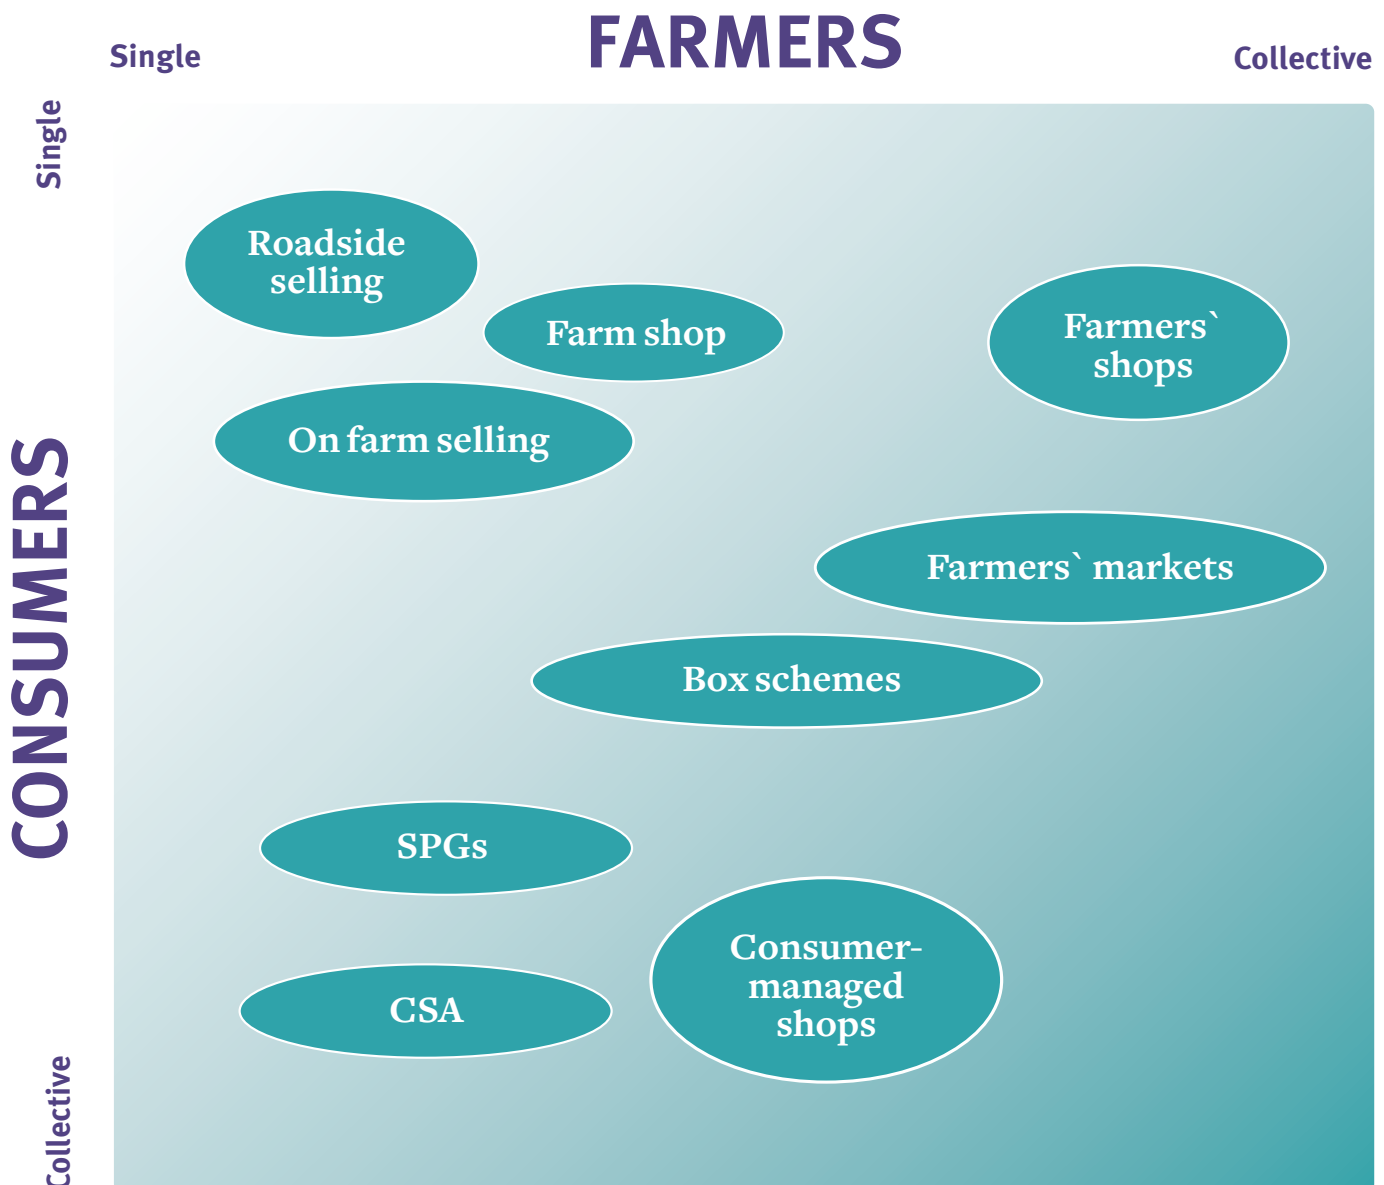 FARMERS
Single
Collective
Single
CONSUMERS
Collective
Roadside
selling
Farm shop
Farmers`
shops
On farm selling
Farmers` markets
Box schemes
SPGs
Consumer-
managed
shops
CSA